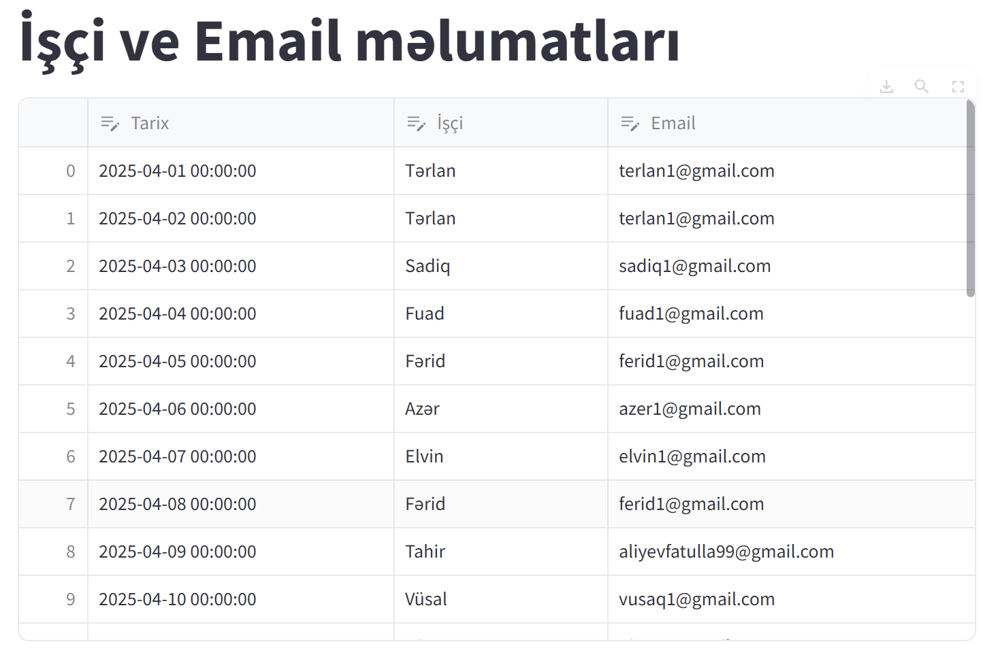 İşçi ve Email məlumatları
Tarix İşçi Email
0 2025-04-01 00:00:00 Tərlan terlan1@gmail.com
1 2025-04-02 00:00:00 Tərlan terlan1@gmail.com
2 2025-04-03 00:00:00 Sadiq sadiq1@gmail.com
3 2025-04-04 00:00:00 Fuad fuad1@gmail.com
4 2025-04-05 00:00:00 Fərid ferid1@gmail.com
5 2025-04-06 00:00:00 Azər azer1@gmail.com
6 2025-04-07 00:00:00 Elvin elvin1@gmail.com
7 2025-04-08 00:00:00 Fərid ferid1@gmail.com
8 2025-04-09 00:00:00 Tahir aliyevfatulla99@gmail.com
9 2025-04-10 00:00:00 Vüsal vusaq1@gmail.com